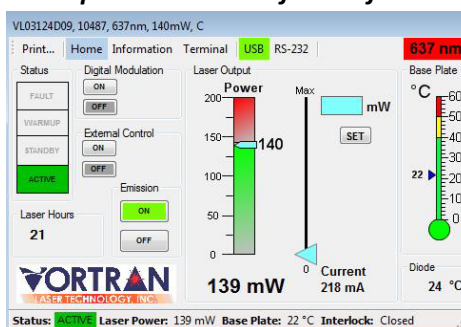 VL03124D09, 10487, 637nm, 140mW, C
Print... Home Information Terminal USB RS-232 637 nm
Status Digital Modulation Laser Output Base Plate
FAULT ON Power Max °C 60
WARMUP OFF 200 mW 50
STANDBY External Control 150 140 SET 40
ACTIVE ON 30
OFF 100 22 20
Emission 10
Laser Hours ON 50 0
21 OFF 0 0 Current Diode
139 mW 218 mA 24 °C
VORTRAN
LASER TECHNOLOGY INC.
Status: ACTIVE Laser Power: 139 mW Base Plate: 22 °C Interlock: Closed